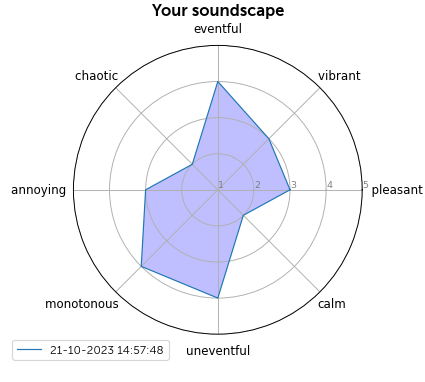 Your soundscape
eventful
chaotic
vibrant
annoying
1
2
3
4
5
pleasant
monotonous
calm
uneventful
21-10-2023 14:57:48